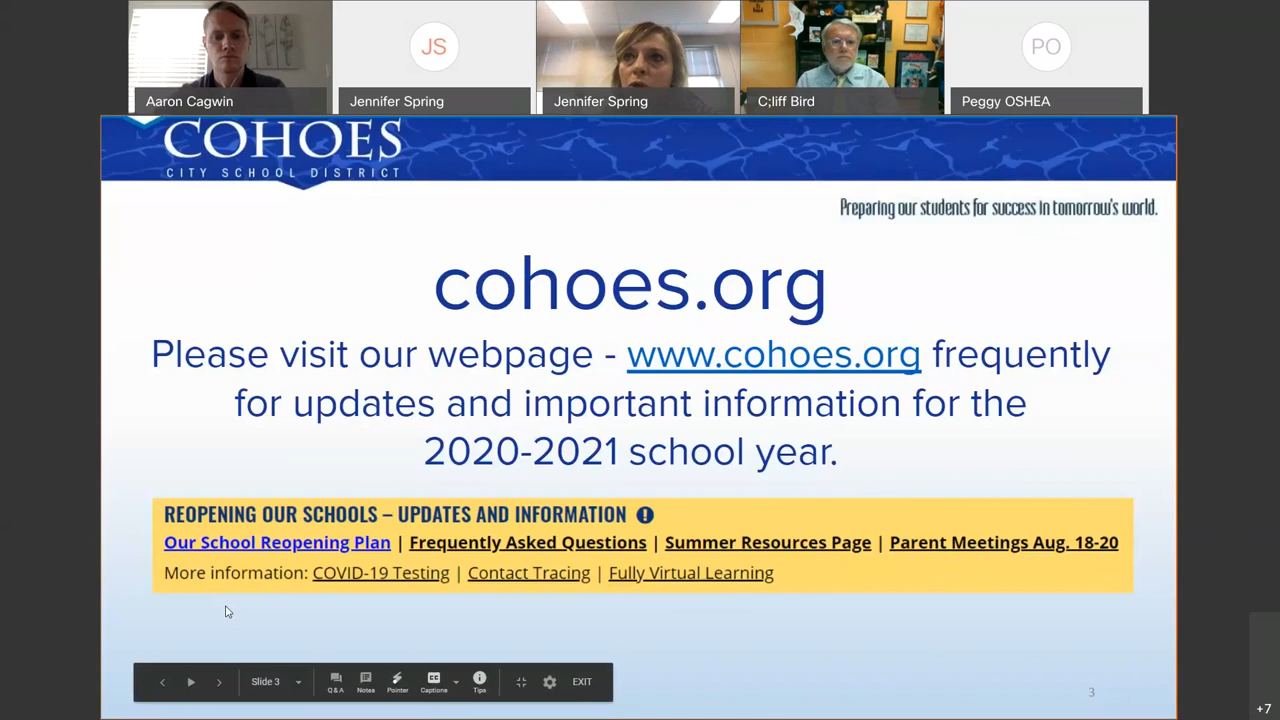 JS
PO
Aaron Cagwin
Jennifer Spring
Jennifer Spring
C;liff Bird
Peggy OSHEA
COHOES
CITY SCHOOL DISTRICT
Preparing our students for success in tomorrow's world.
cohoes.org
Please visit our webpage - www.cohoes.org frequently
for updates and important information for the
2020-2021 school year.
REOPENING OUR SCHOOLS – UPDATES AND INFORMATION
Our School Reopening Plan | Frequently Asked Questions | Summer Resources Page | Parent Meetings Aug. 18-20
More information: COVID-19 Testing | Contact Tracing | Fully Virtual Learning
Slide 3
Q & A
Notes
Pointer
CC
Captions
Tips
EXIT
3
+7